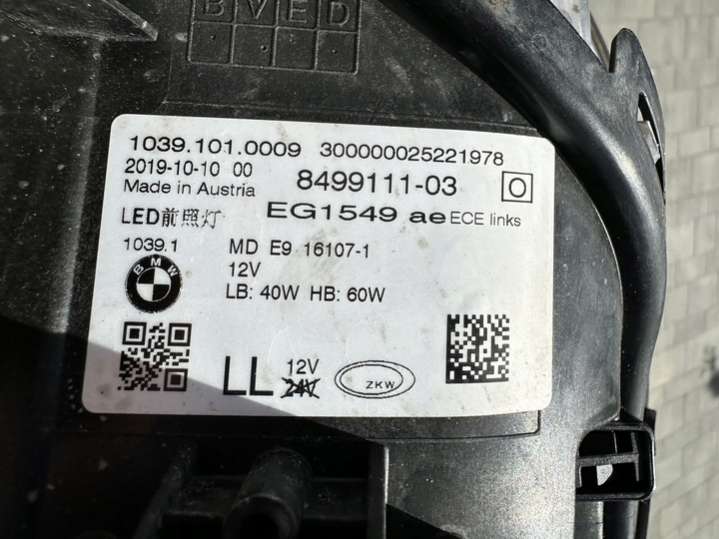 BVED
1039.101.0009 300000025221978
2019-10-10 00
Made in Austria
8499111-03 O
LED前照灯
EG1549 ae ECE links
1039.1
MD E9 16107-1
12V
LB: 40W HB: 60W
BMW
LL
12V
24V
ZKW